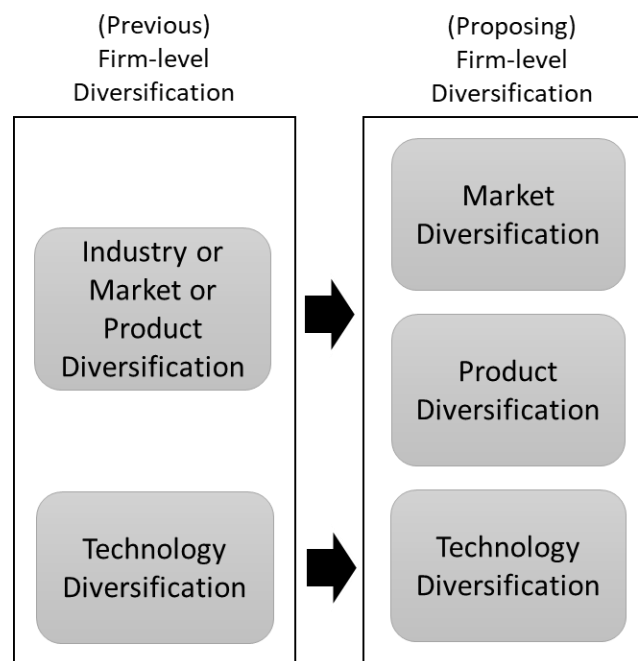 (Previous)
Firm-level
Diversification
Industry or
Market or
Product
Diversification
Technology
Diversification
(Proposing)
Firm-level
Diversification
Market
Diversification
Product
Diversification
Technology
Diversification